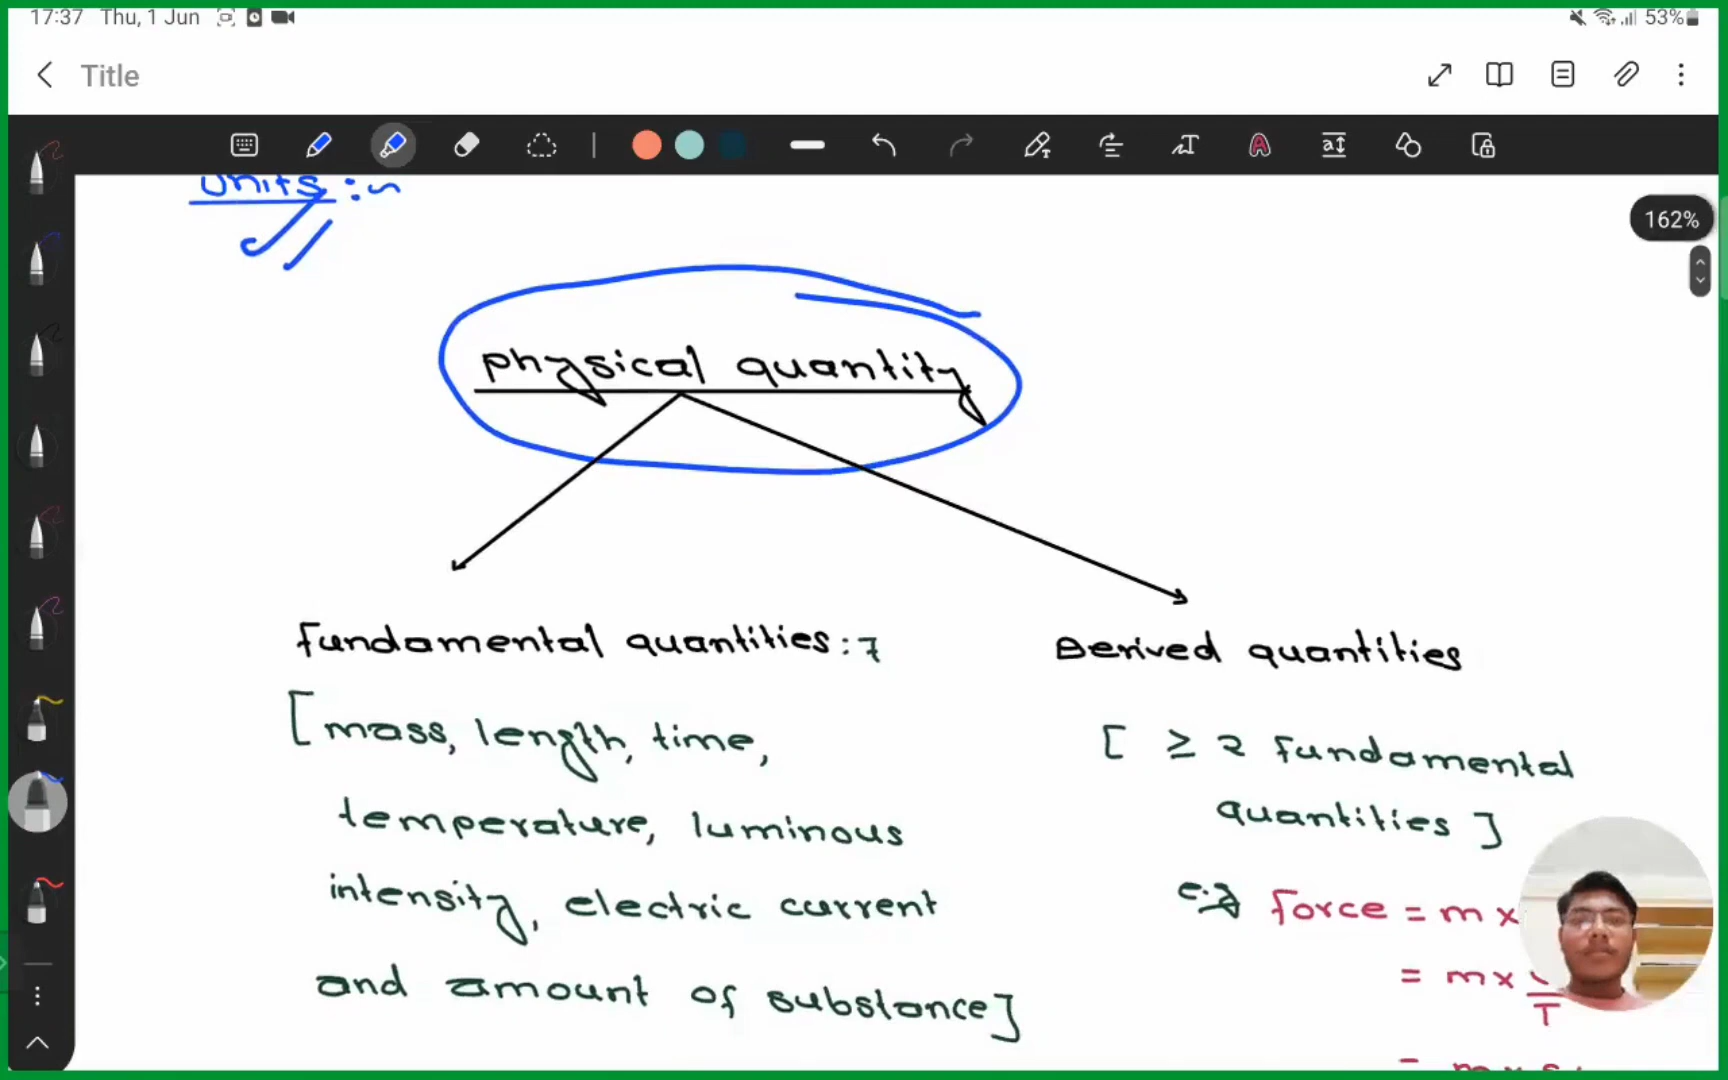 17:37 Thu, 1 Jun 53%
Title
162%
units :~
physical quantity
Fundamental quantities : 7
[mass, length, time,
temperature, luminous
intensity, electric current
and amount of substance]
Derived quantities
[ ≥ 2 fundamental
quantities ]
e.g force = m ×
= m ×
T
=